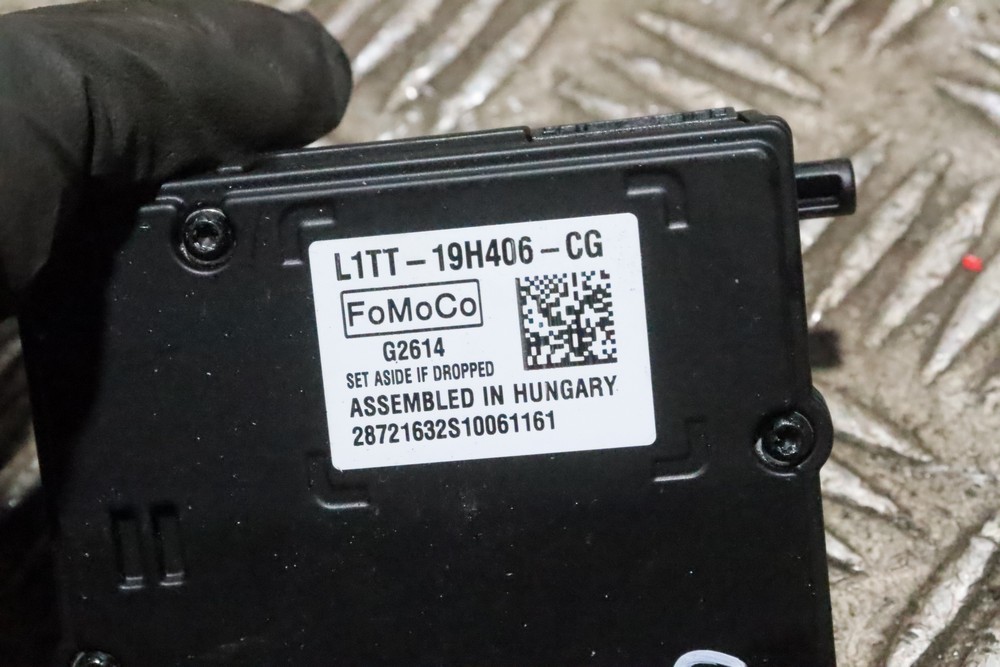 L1TT-19H406-CG
FoMoCo
G2614
SET ASIDE IF DROPPED
ASSEMBLED IN HUNGARY
28721632S10061161